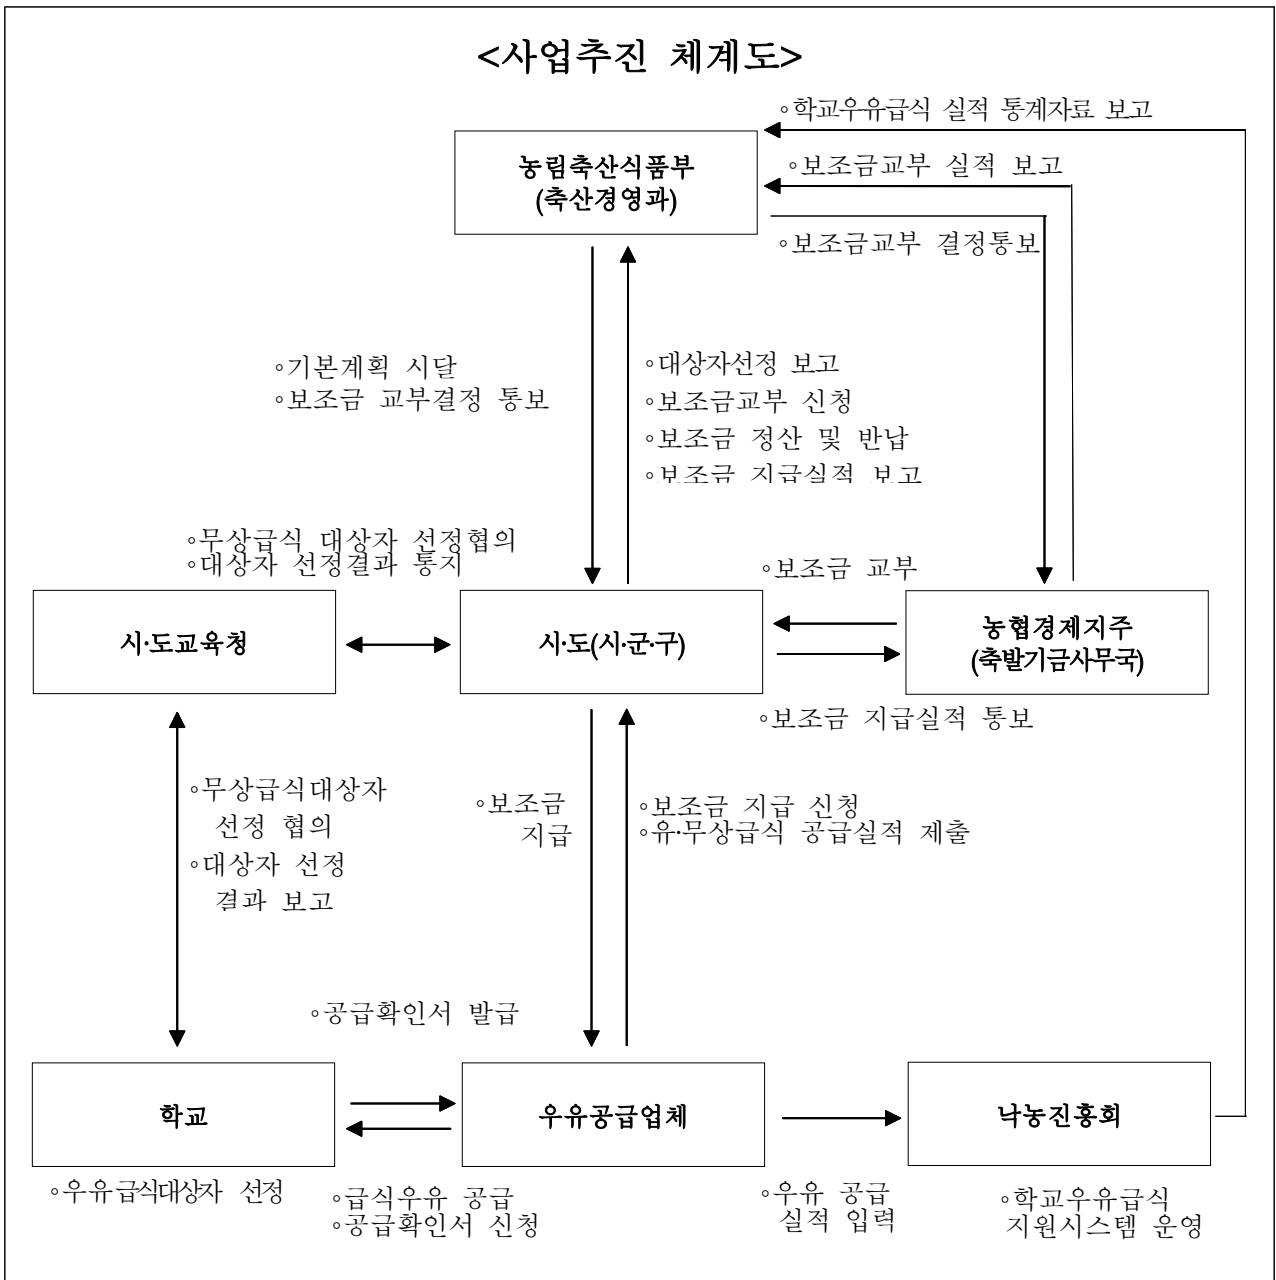 <사업추진 체계도>
◦학교우유급식 실적 통계자료 보고
농림축산식품부
(축산경영과)
◦보조금교부 실적 보고
◦보조금교부 결정통보
◦기본계획 시달
◦보조금 교부결정 통보
◦대상자선정 보고
◦보조금교부 신청
◦보조금 정산 및 반납
◦보조금 지급실적 보고
◦무상급식 대상자 선정협의
◦대상자 선정결과 통지
◦보조금 교부
시·도교육청
시·도(시·군·구)
농협경제지주
(축발기금사무국)
◦보조금 지급실적 통보
◦무상급식대상자
선정 협의
◦대상자 선정
결과 보고
◦보조금
지급
◦보조금 지급 신청
◦유·무상급식 공급실적 제출
◦공급확인서 발급
학교
우유공급업체
낙농진흥회
◦우유급식대상자 선정
◦급식우유 공급
◦공급확인서 신청
◦우유 공급
실적 입력
◦학교우유급식
지원시스템 운영